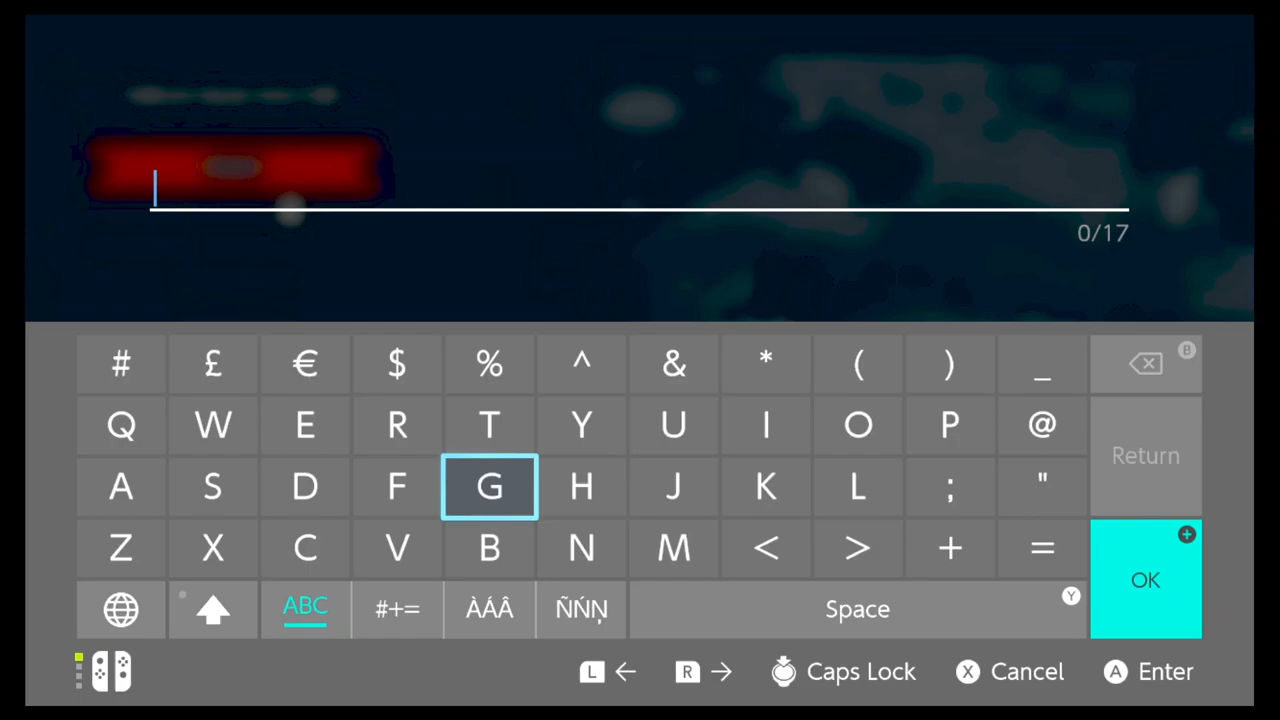 0/17
# £ € $ % ^ & * ( ) _ B
Q W E R T Y U I O P @ Return
A S D F G H J K L ; "
Z X C V B N M < > + = + OK
ABC #+= ÀÁÂ ÑŃŅ Space Y
L ← R → Caps Lock X Cancel A Enter